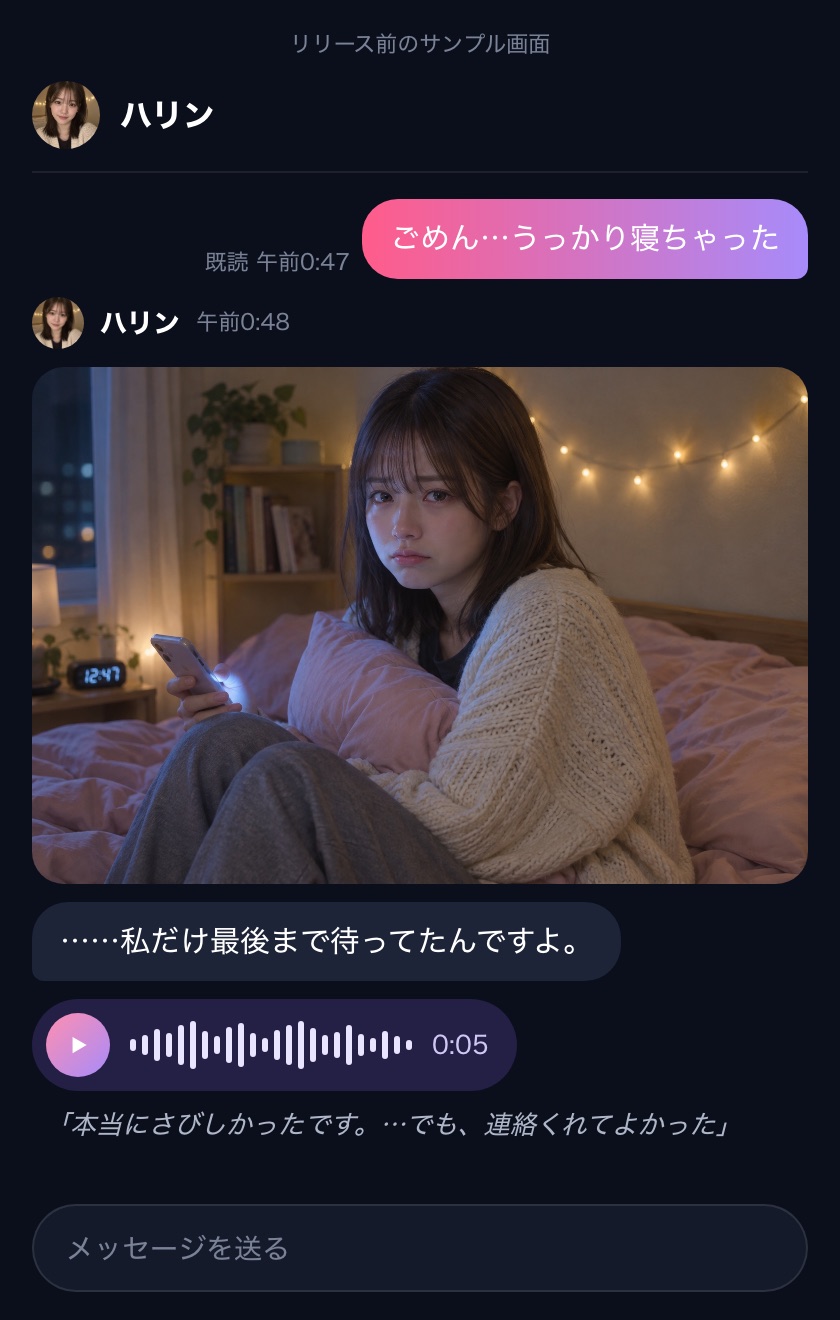 リリース前のサンプル画面
ハリン
ごめん…うっかり寝ちゃった
既読 午前0:47
ハリン 午前0:48
12:47
……私だけ最後まで待ってたんですよ。
0:05
「本当にさびしかったです。…でも、連絡くれてよかった」
メッセージを送る